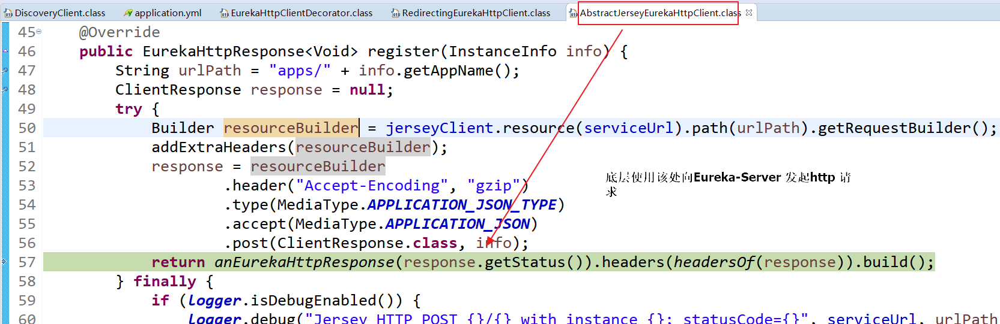 DiscoveryClient.class application.yml EurekaHttpClientDecorator.class RedirectingEurekaHttpClient.class AbstractJerseyEurekaHttpClient.class
45 @Override
46 public EurekaHttpResponse<Void> register(InstanceInfo info) {
47 String urlPath = "apps/" + info.getAppName();
48 ClientResponse response = null;
49 try {
50 Builder resourceBuilder = jerseyClient.resource(serviceUrl).path(urlPath).getRequestBuilder();
51 addExtraHeaders(resourceBuilder);
52 response = resourceBuilder
53 .header("Accept-Encoding", "gzip")
54 .type(MediaType.APPLICATION_JSON_TYPE)
55 .accept(MediaType.APPLICATION_JSON)
56 .post(ClientResponse.class, info);
底层使用该处向Eureka-Server 发起http 请
求
57 return anEurekaHttpResponse(response.getStatus()).headers(headersOf(response)).build();
58 } finally {
59 if (logger.isDebugEnabled()) {
60 logger.debug("Jersey HTTP POST {}/{} with instance {}; statusCode={}", serviceUrl, urlPath